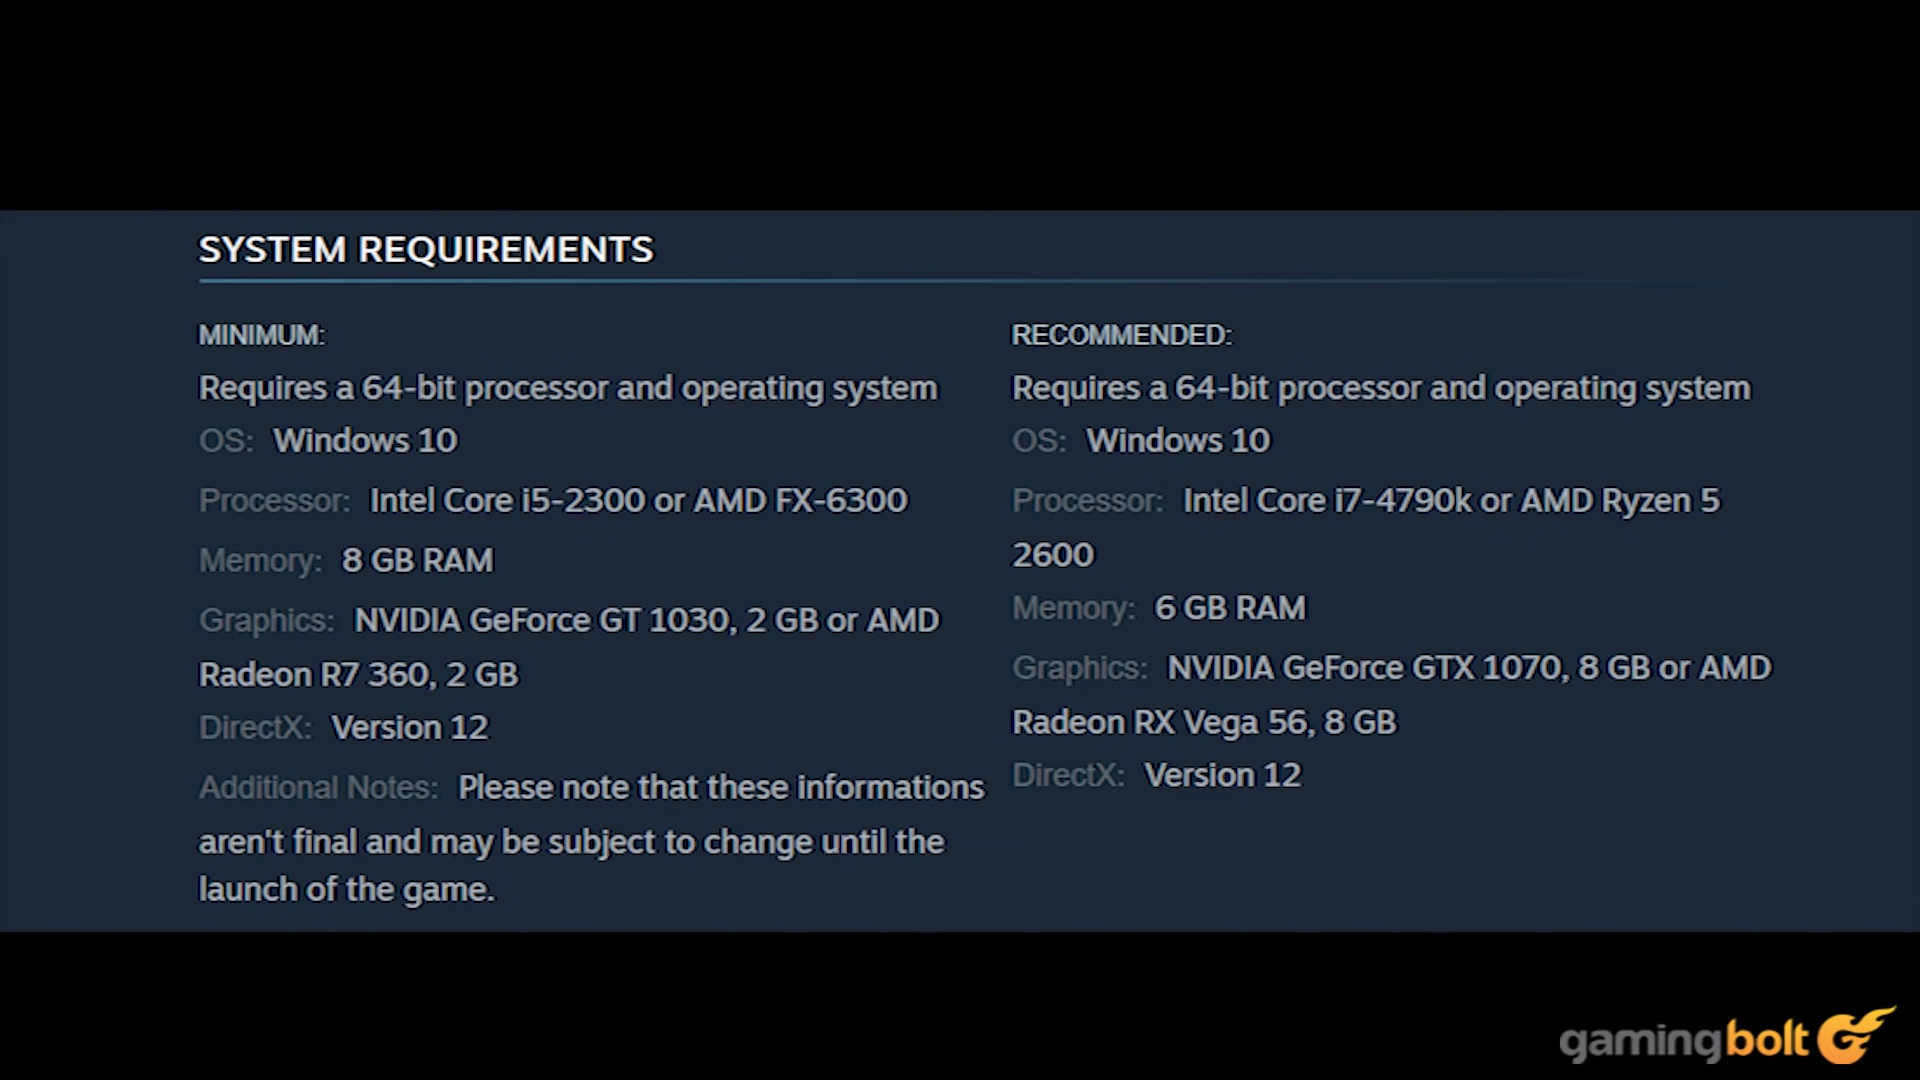 SYSTEM REQUIREMENTS
MINIMUM:
Requires a 64-bit processor and operating system
OS: Windows 10
Processor: Intel Core i5-2300 or AMD FX-6300
Memory: 8 GB RAM
Graphics: NVIDIA GeForce GT 1030, 2 GB or AMD
Radeon R7 360, 2 GB
DirectX: Version 12
Additional Notes: Please note that these informations
aren't final and may be subject to change until the
launch of the game.
RECOMMENDED:
Requires a 64-bit processor and operating system
OS: Windows 10
Processor: Intel Core i7-4790k or AMD Ryzen 5
2600
Memory: 6 GB RAM
Graphics: NVIDIA GeForce GTX 1070, 8 GB or AMD
Radeon RX Vega 56, 8 GB
DirectX: Version 12
gamingbolt